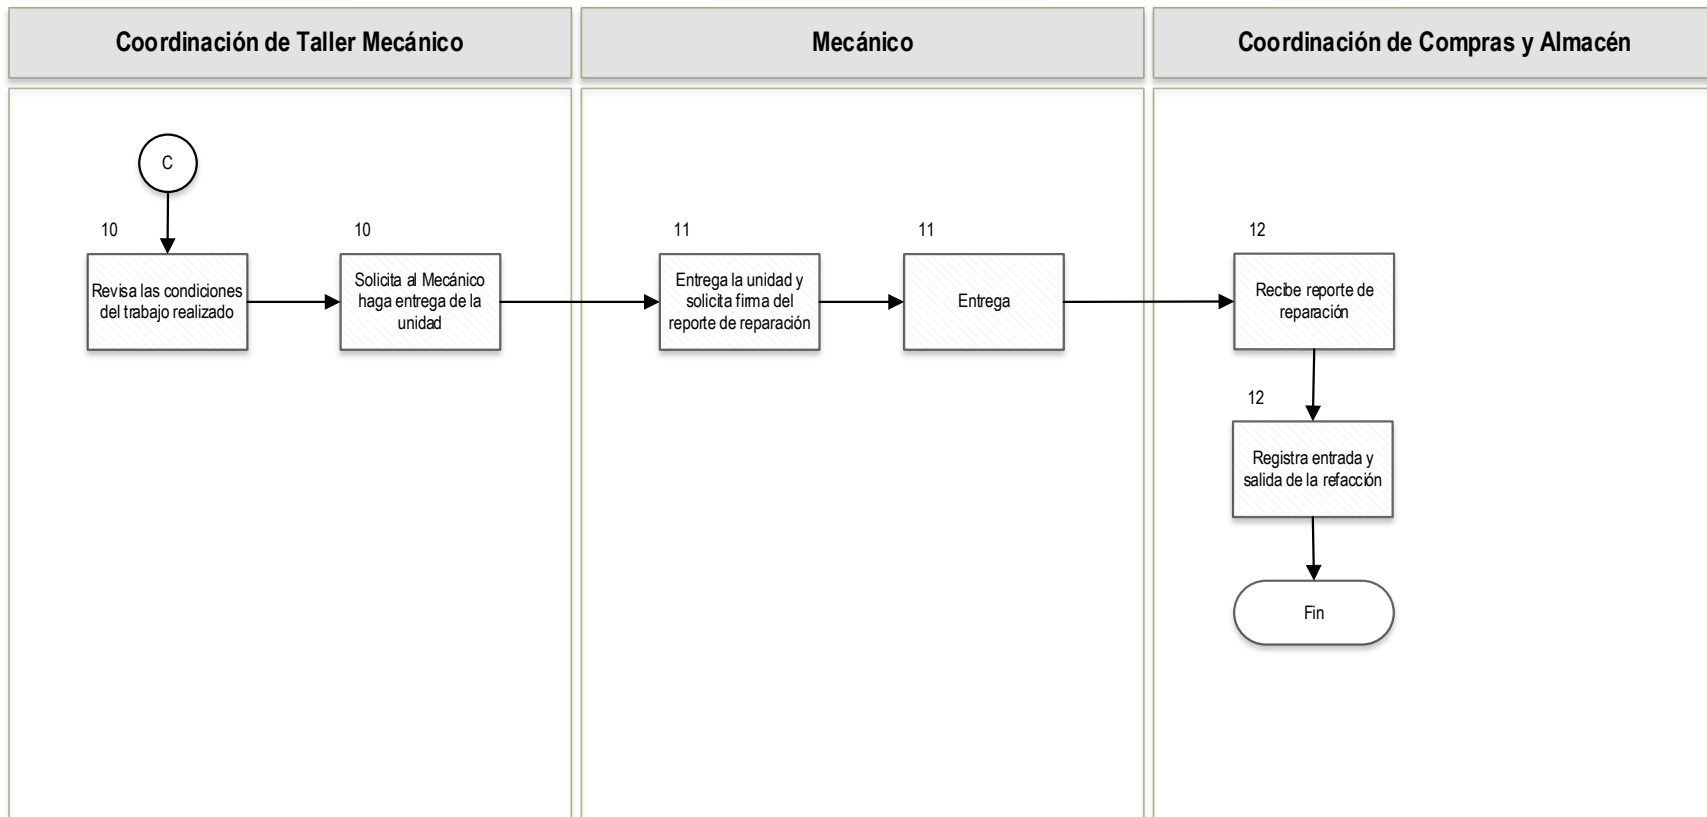 Coordinación de Taller Mecánico
Mecánico
Coordinación de Compras y Almacén
C
10
Revisa las condiciones
del trabajo realizado
10
Solicita al Mecánico
haga entrega de la
unidad
11
Entrega la unidad y
solicita firma del
reporte de reparación
11
Entrega
12
Recibe reporte de
reparación
12
Registra entrada y
salida de la refacción
Fin